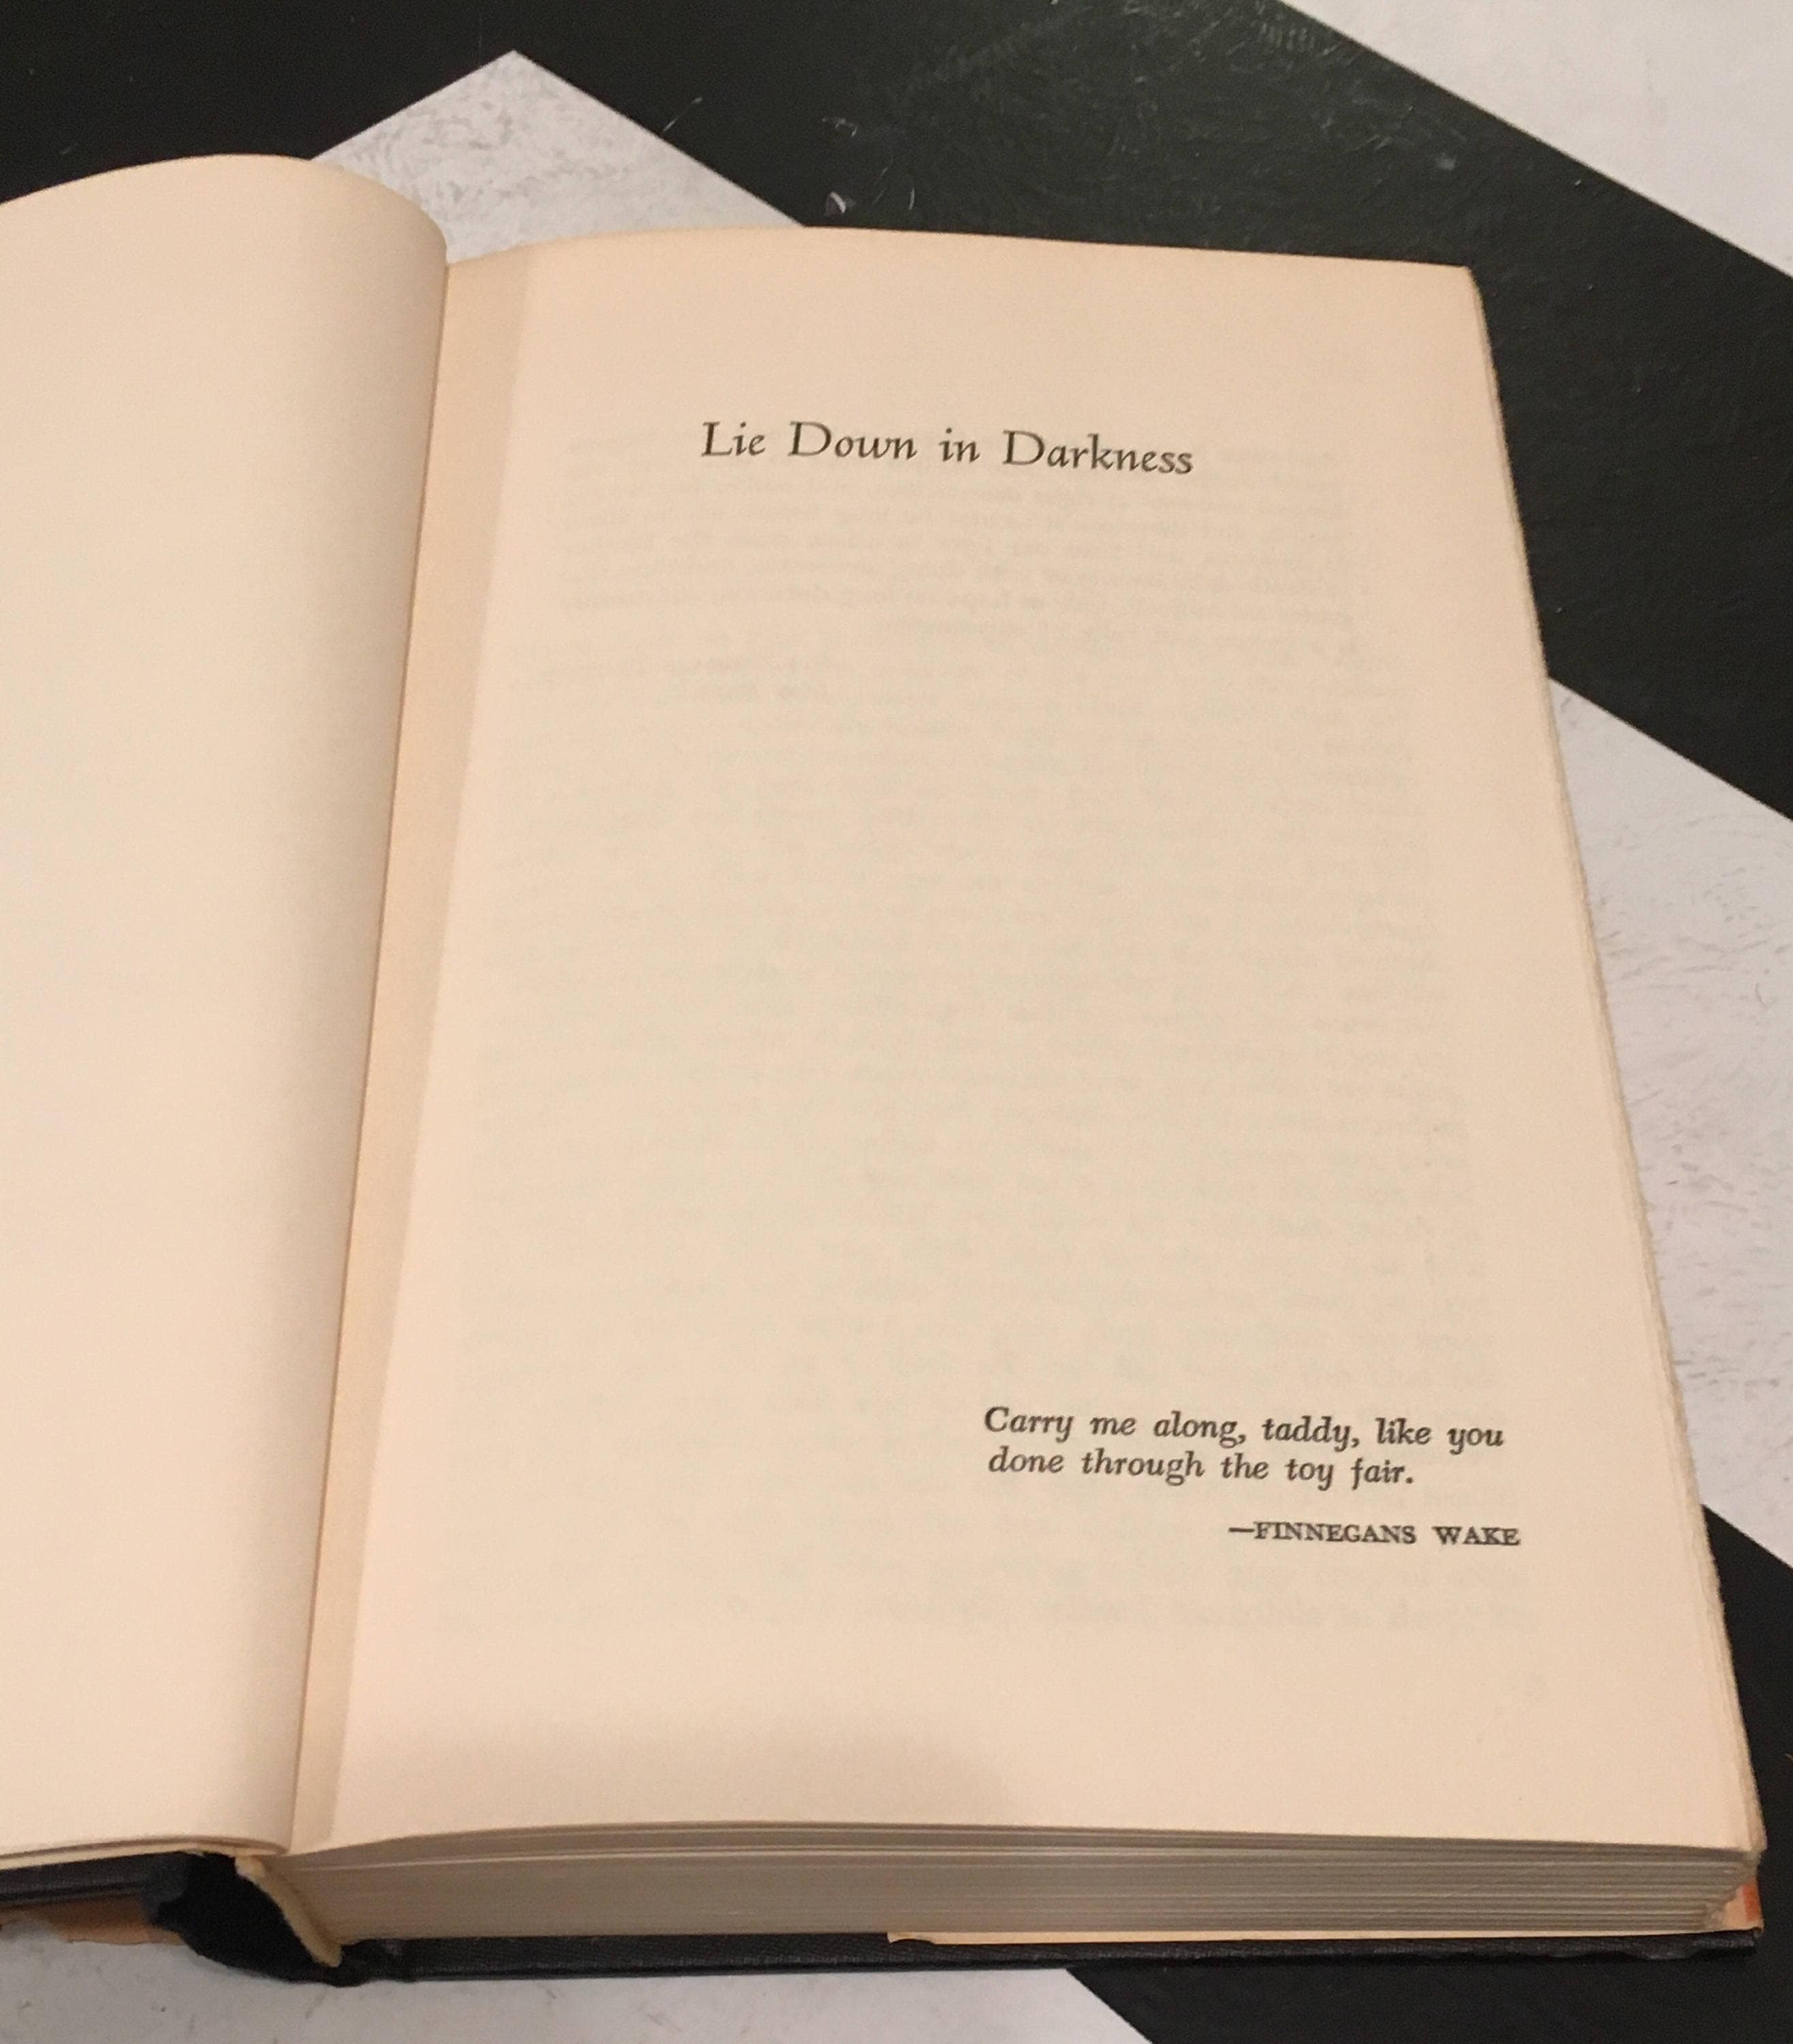 Lie Down in Darkness
Carry me along, taddy, like you
done through the toy fair.
—FINNEGANS WAKE